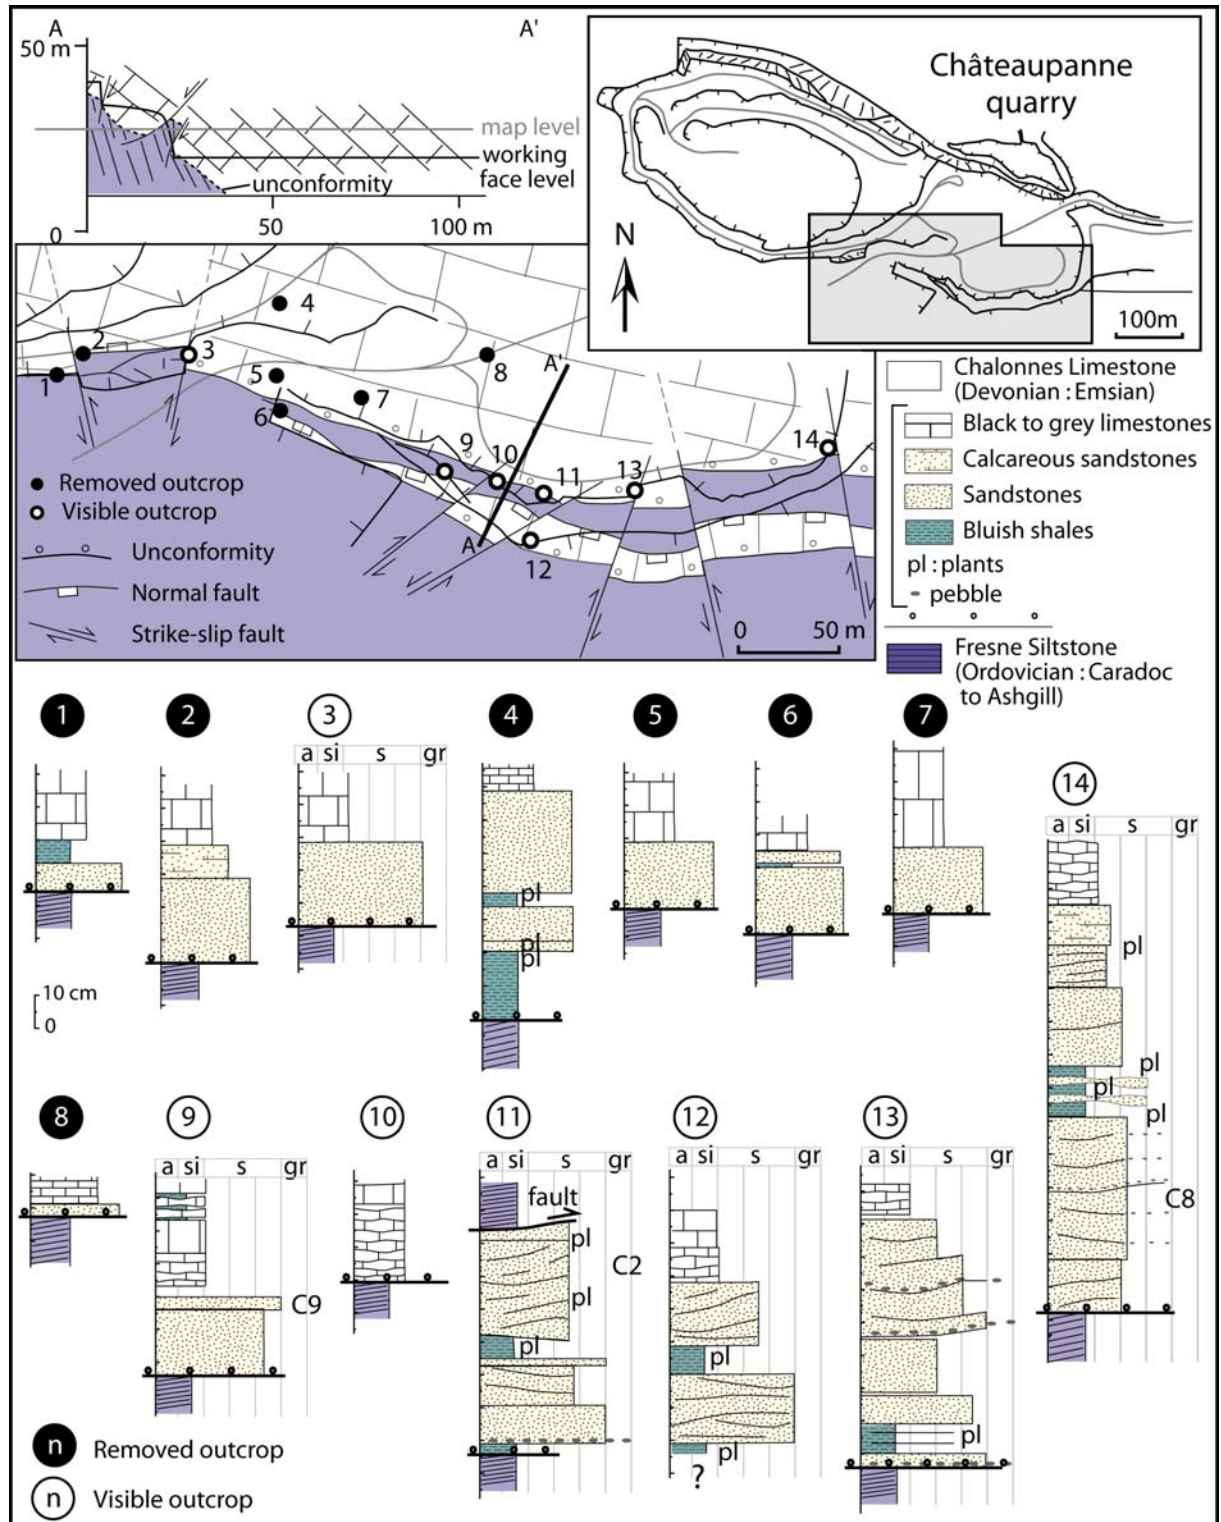 A
A'
50 m
map level
working
face level
unconformity
0
50
100 m
Châteaupanne
quarry
N
100m
1
2
3
4
5
6
7
8
9
10
11
12
13
14
A'
A
Removed outcrop
Visible outcrop
Unconformity
Normal fault
Strike-slip fault
0 50 m
Chalonnes Limestone
(Devonian : Emsian)
Black to grey limestones
Calcareous sandstones
Sandstones
Bluish shales
pl : plants
pebble
Fresne Siltstone
(Ordovician : Caradoc
to Ashgill)
1
2
3
a si s gr
4
pl
pl
pl
5
6
7
14
a si s gr
pl
pl
pl
pl
C8
10 cm
0
8
9
a si s gr
C9
10
11
a si s gr
fault
pl
C2
pl
pl
12
a si s gr
pl
pl
?
13
a si s gr
pl
n Removed outcrop
n Visible outcrop